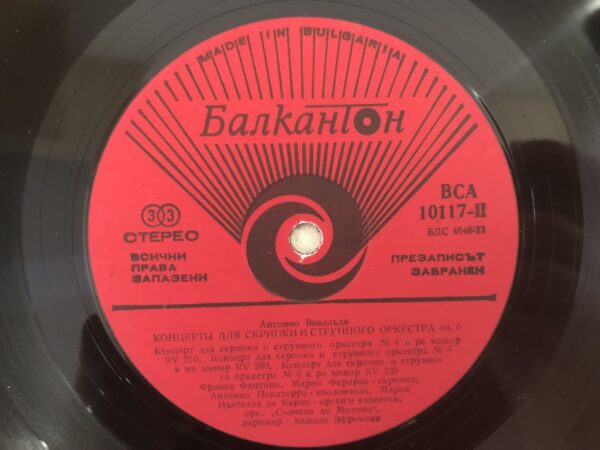 MADE IN BULGARIA
Балкантон
ВСА
10117-II
БДС 4646-71
33
СТЕРЕО
ВСИЧНИ
ПРАВА
ЗАПАЗЕНИ
ПРЕЗАПИСЪТ
ЗАБРАНЕН
Антонио Вивальди
КОНЦЕРТЫ ДЛЯ СКРИПКИ И СТРУННОГО ОРКЕСТРА оп. 6
Концерт для скрипки и струнного оркестра № 4 в ре мажор
RV 216, Концерт для скрипки и струнного оркестра № 5
в ми минор RV 280, Концерт для скрипки и струнно-
го оркестра № 6 в ре минор RV 239
Франко Фантини, Марио Ферарис - скрипка,
Антонио Покатерра - виолончель, Мария
Изабелла де Карли - орган и клавесин,
орк. „Солисти ди Милано",
дирижер - Анжело Эфрикиан